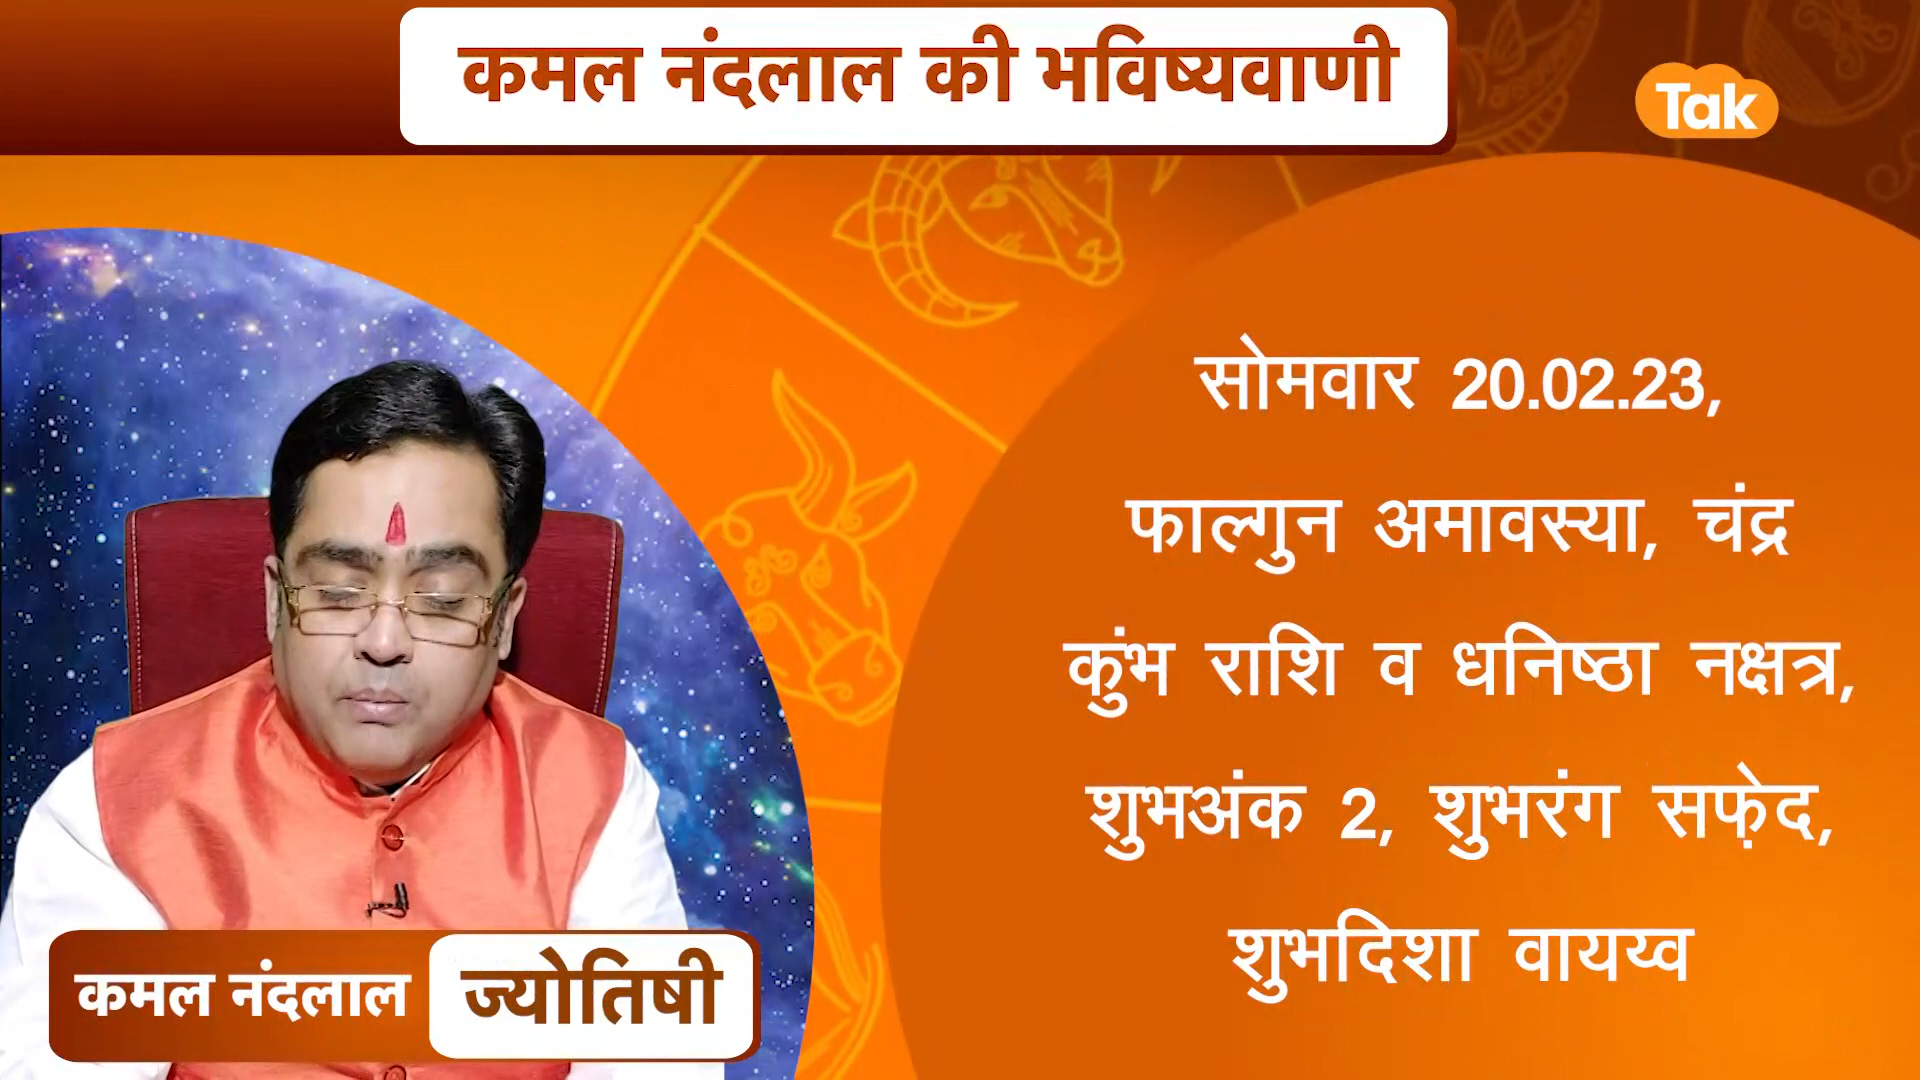 कमल नंदलाल की भविष्यवाणी
Tak
सोमवार 20.02.23,
फाल्गुन अमावस्या, चंद्र
कुंभ राशि व धनिष्ठा नक्षत्र,
शुभअंक 2, शुभरंग सफ़ेद,
शुभदिशा वायय्व
कमल नंदलाल ज्योतिषी